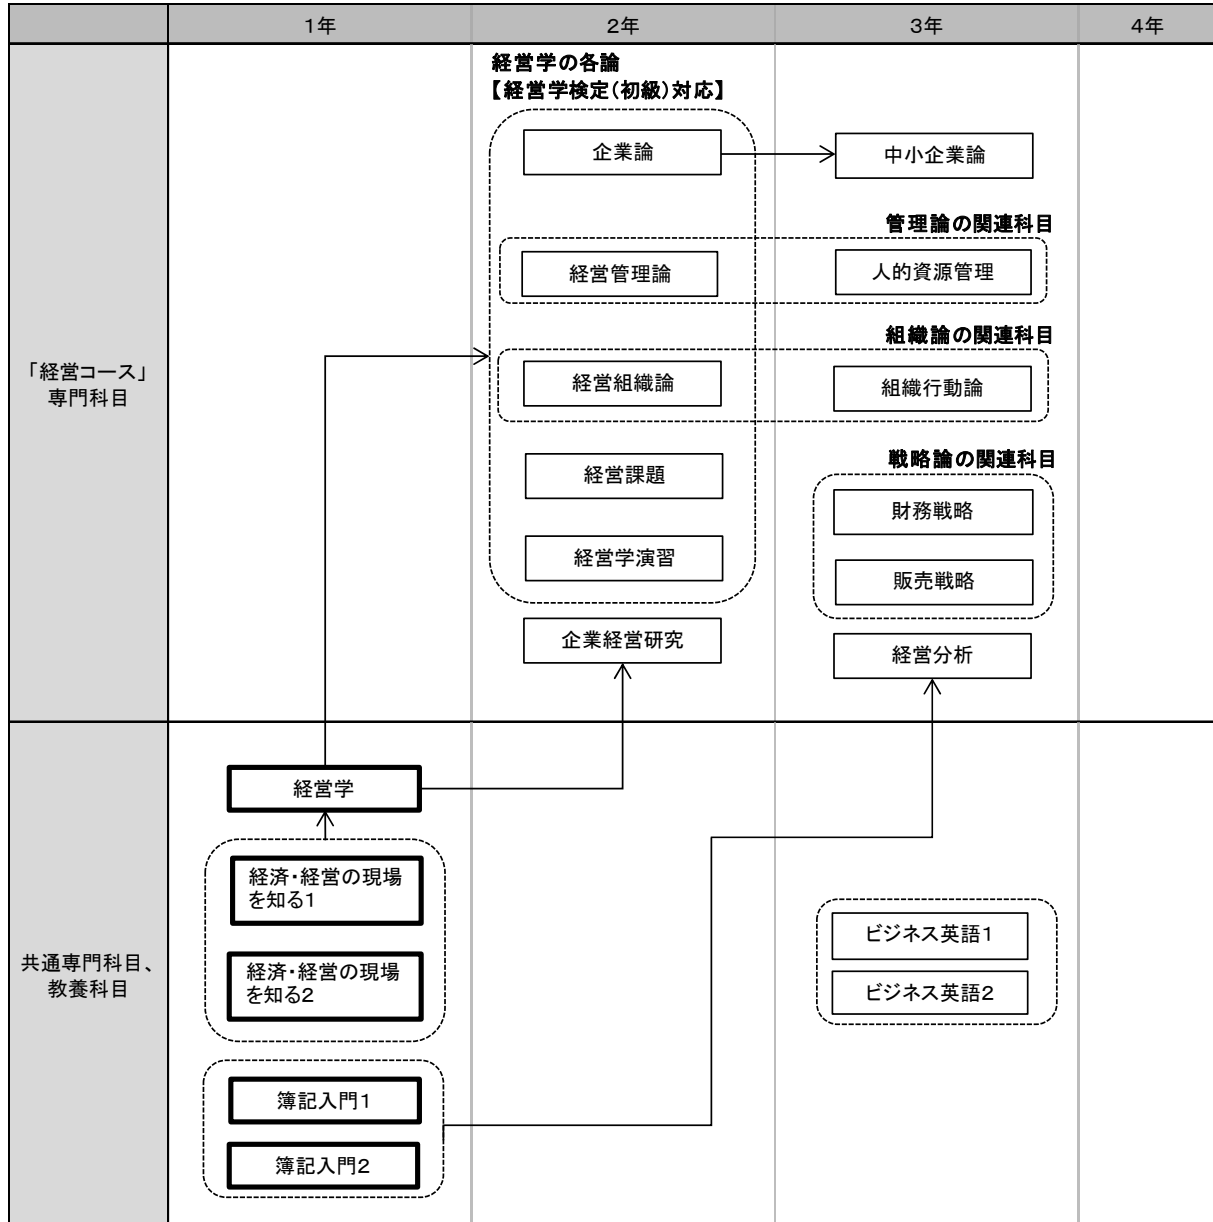 1年
2年
3年
4年
「経営コース」
専門科目
経営学の各論
【経営学検定(初級)対応】
企業論
中小企業論
管理論の関連科目
経営管理論
人的資源管理
組織論の関連科目
経営組織論
組織行動論
戦略論の関連科目
経営課題
財務戦略
経営学演習
販売戦略
企業経営研究
経営分析
共通専門科目、
教養科目
経営学
経済・経営の現場
を知る1
経済・経営の現場
を知る2
ビジネス英語1
ビジネス英語2
簿記入門1
簿記入門2